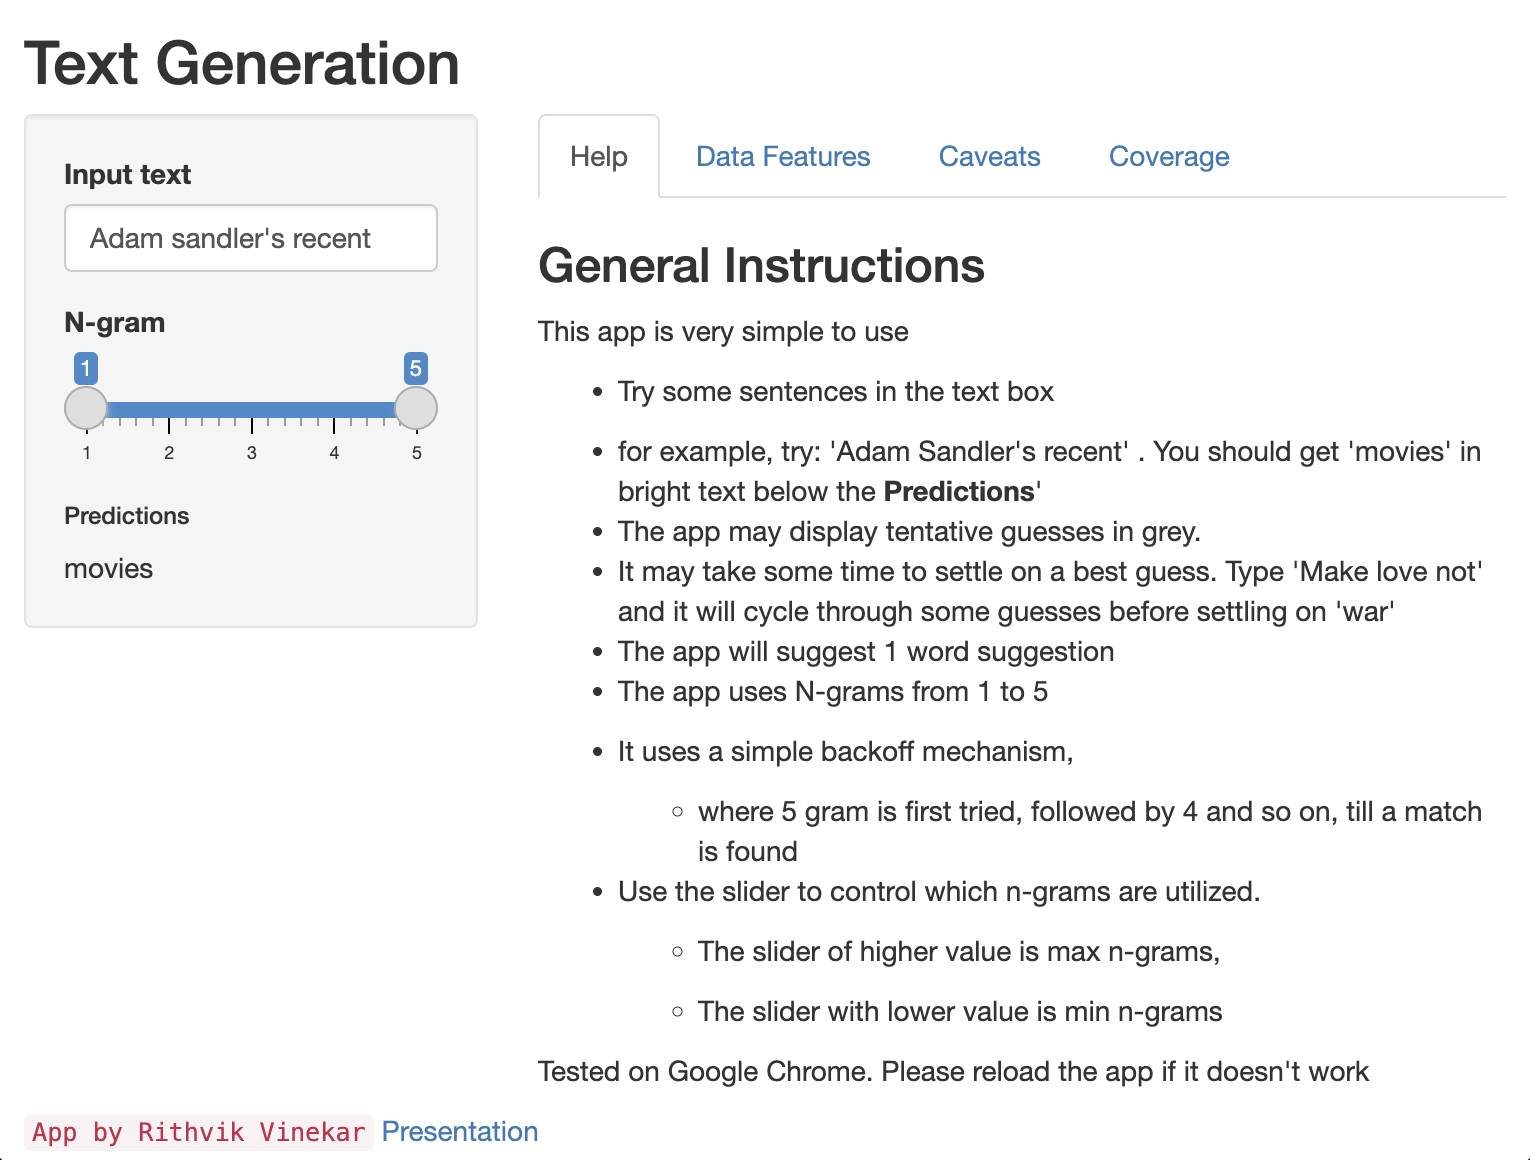 Text Generation
Input text
Adam sandler's recent
N-gram
1 5
1 2 3 4 5
Predictions
movies
Help Data Features Caveats Coverage
General Instructions
This app is very simple to use
• Try some sentences in the text box
• for example, try: 'Adam Sandler's recent' . You should get 'movies' in
bright text below the Predictions'
• The app may display tentative guesses in grey.
• It may take some time to settle on a best guess. Type 'Make love not'
and it will cycle through some guesses before settling on 'war'
• The app will suggest 1 word suggestion
• The app uses N-grams from 1 to 5
• It uses a simple backoff mechanism,
◦ where 5 gram is first tried, followed by 4 and so on, till a match
is found
• Use the slider to control which n-grams are utilized.
◦ The slider of higher value is max n-grams,
◦ The slider with lower value is min n-grams
Tested on Google Chrome. Please reload the app if it doesn't work
App by Rithvik Vinekar Presentation